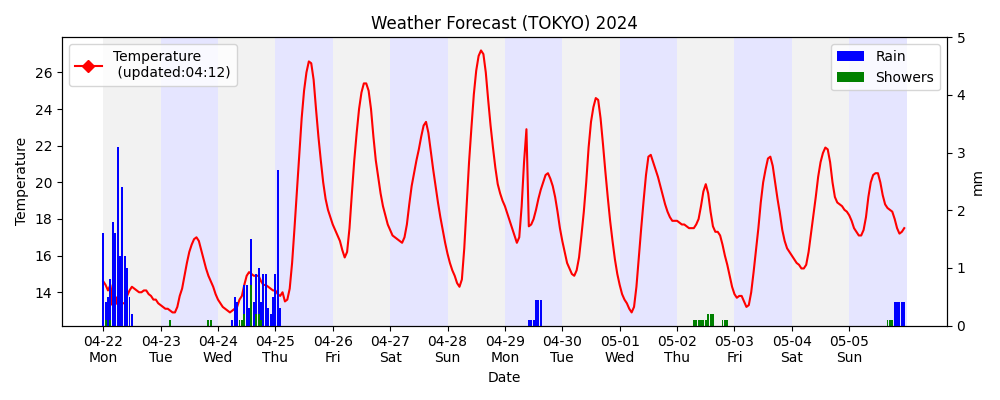 Weather Forecast (TOKYO) 2024
Temperature
(updated:04:12)
Rain
Showers
Temperature
26
24
22
20
18
16
14
5
4
3
2
1
0
mm
04-22 04-23 04-24 04-25 04-26 04-27 04-28 04-29 04-30 05-01 05-02 05-03 05-04 05-05
Mon Tue Wed Thu Fri Sat Sun Mon Tue Wed Thu Fri Sat Sun
Date